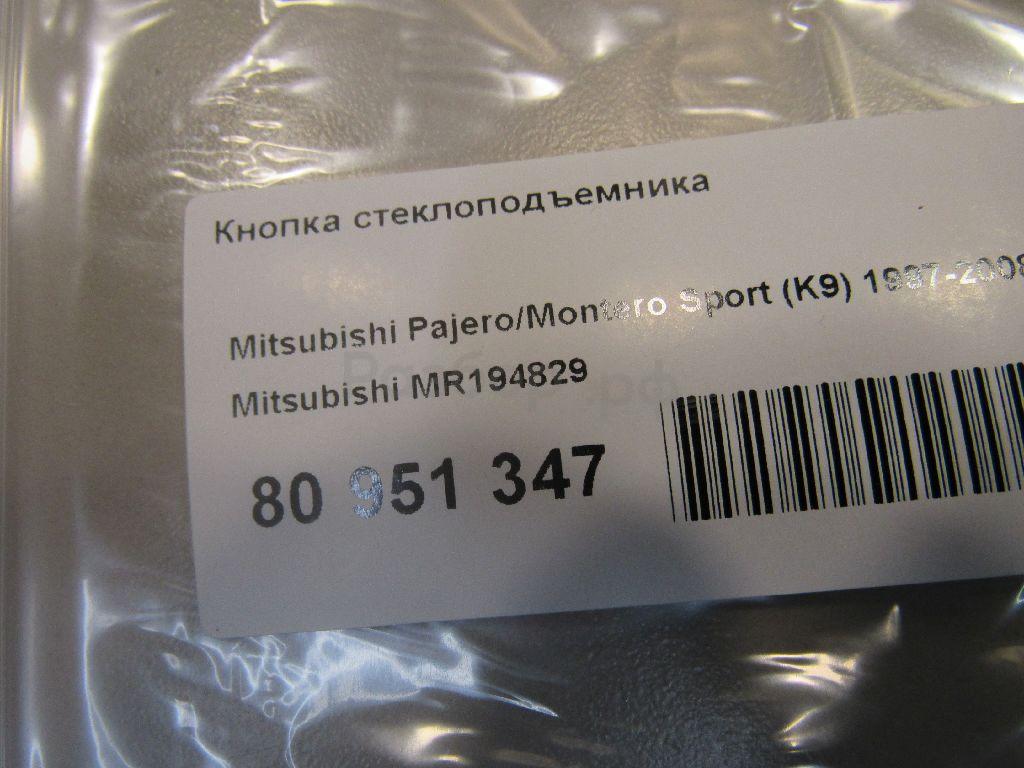 Кнопка стеклоподъемника
Mitsubishi Pajero/Montero Sport (K9) 1997-2008
Mitsubishi MR194829
80 951 347